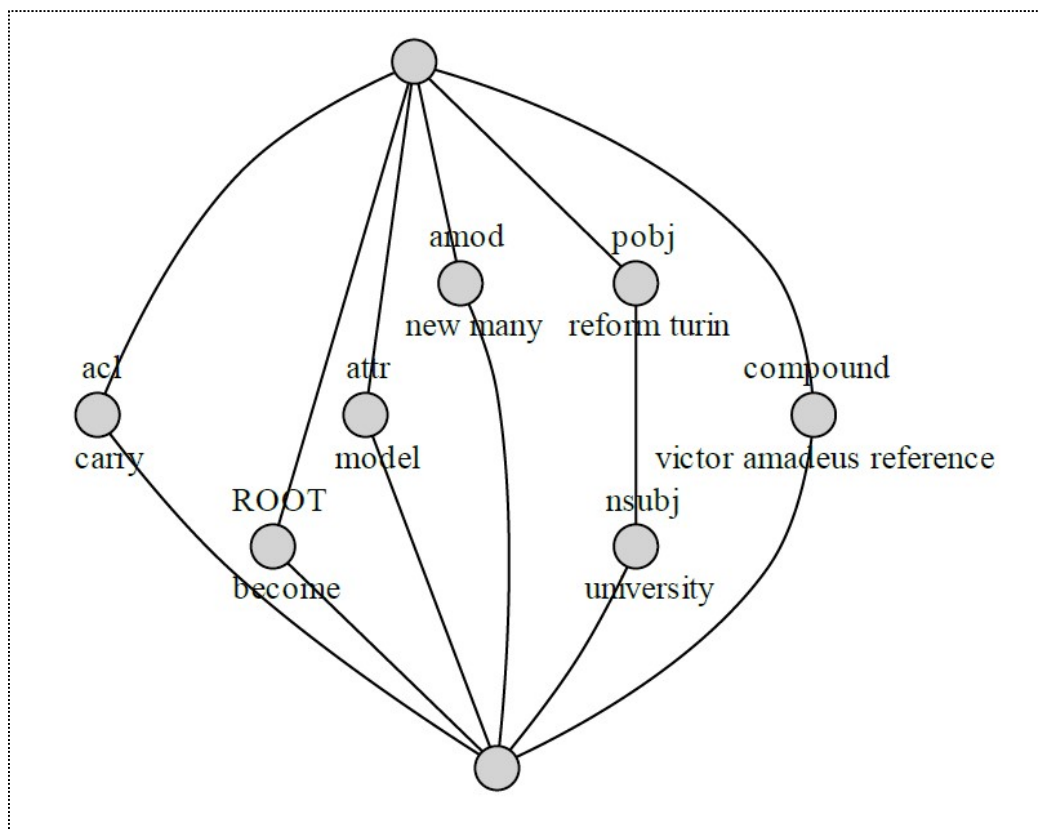 amod
pobj
new many
reform turin
acl
attr
compound
carry
model
victor amadeus reference
ROOT
nsubj
become
university